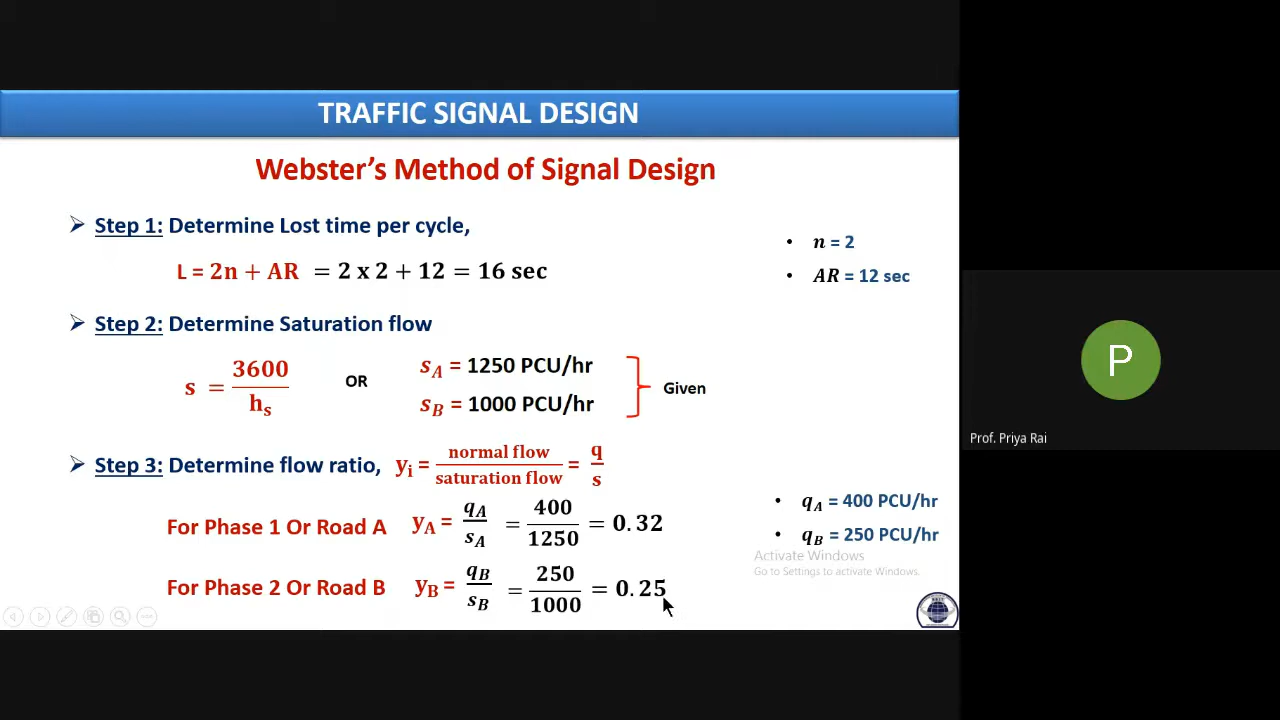 TRAFFIC SIGNAL DESIGN
Webster's Method of Signal Design
➢ Step 1: Determine Lost time per cycle,
L = 2n + AR = 2 x 2 + 12 = 16 sec
• n = 2
• AR = 12 sec
➢ Step 2: Determine Saturation flow
s = 3600 / hs
OR
sA = 1250 PCU/hr
sB = 1000 PCU/hr
Given
➢ Step 3: Determine flow ratio, yi = normal flow / saturation flow = q / s
For Phase 1 Or Road A yA = qA / sA = 400 / 1250 = 0.32
For Phase 2 Or Road B yB = qB / sB = 250 / 1000 = 0.25
• qA = 400 PCU/hr
• qB = 250 PCU/hr
Activate Windows
Go to Settings to activate Windows.
P
Prof. Priya Rai